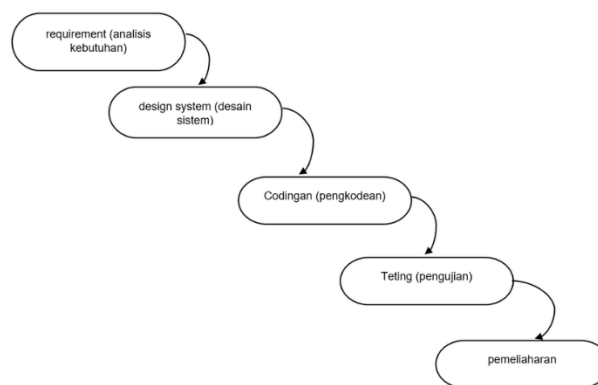 requirement (analisis
kebutuhan)
design system (desain
sistem)
Codingan (pengkodean)
Teting (pengujian)
pemeliaharan